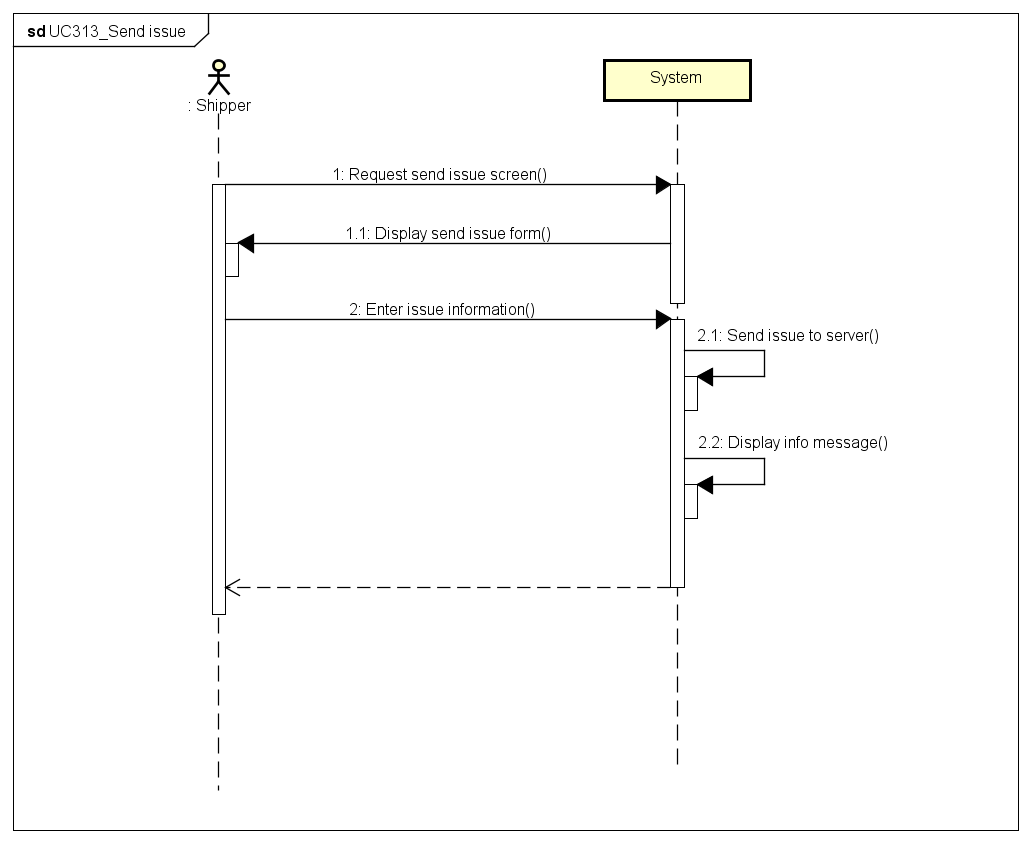 sd UC313_Send issue
: Shipper
System
1: Request send issue screen()
1.1: Display send issue form()
2: Enter issue information()
2.1: Send issue to server()
2.2: Display info message()